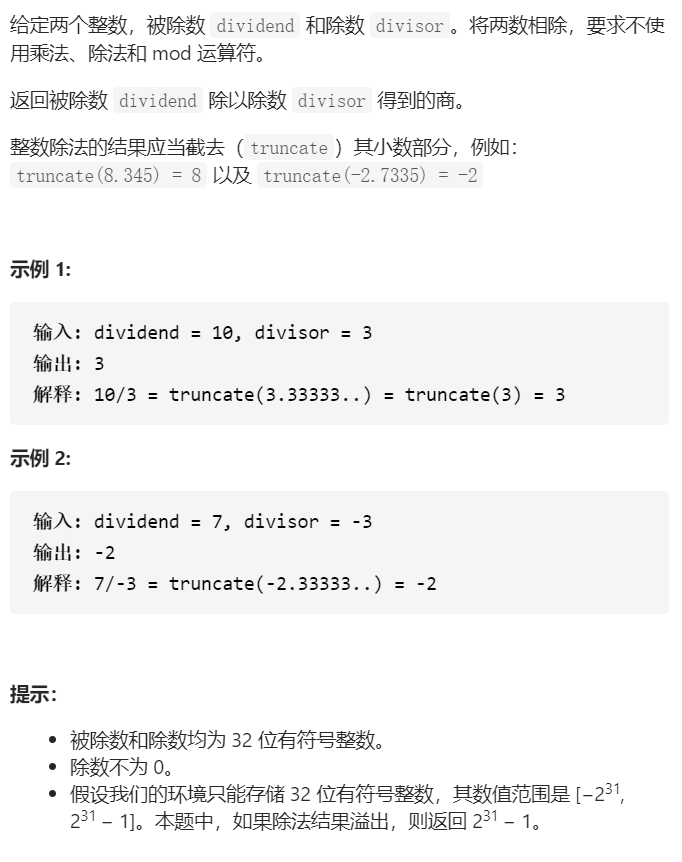 给定两个整数，被除数 dividend 和除数 divisor。将两数相除，要求不使
用乘法、除法和 mod 运算符。
返回被除数 dividend 除以除数 divisor 得到的商。
整数除法的结果应当截去（truncate）其小数部分，例如：
truncate(8.345) = 8 以及 truncate(-2.7335) = -2
示例 1:
输入: dividend = 10, divisor = 3
输出: 3
解释: 10/3 = truncate(3.33333..) = truncate(3) = 3
示例 2:
输入: dividend = 7, divisor = -3
输出: -2
解释: 7/-3 = truncate(-2.33333..) = -2
提示：
• 被除数和除数均为 32 位有符号整数。
• 除数不为 0。
• 假设我们的环境只能存储 32 位有符号整数，其数值范围是 [−2³¹,
2³¹ − 1]。本题中，如果除法结果溢出，则返回 2³¹ − 1。